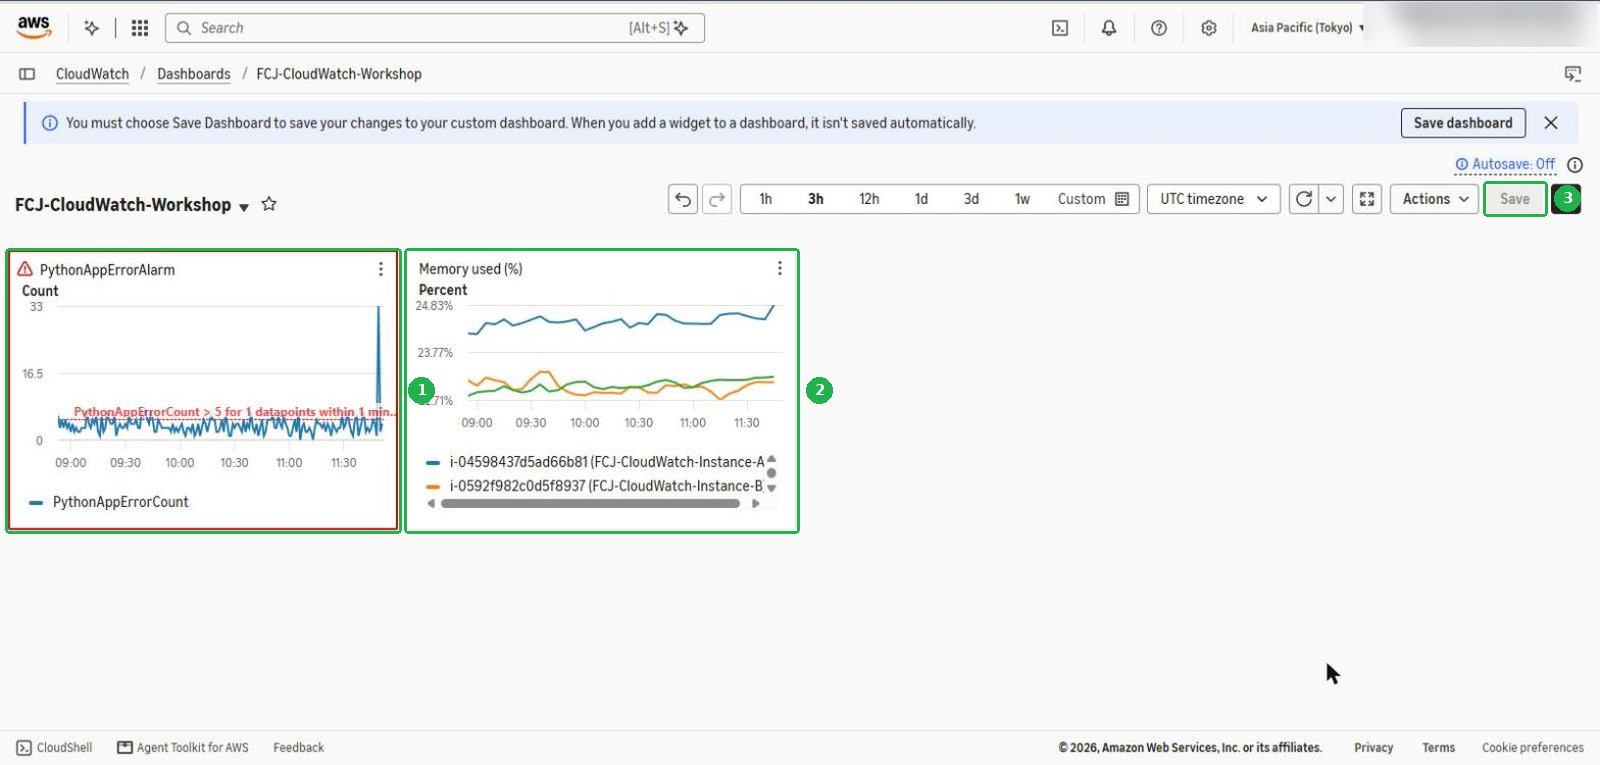 aws
Search [Alt+S]
Asia Pacific (Tokyo)
CloudWatch / Dashboards / FCJ-CloudWatch-Workshop
You must choose Save Dashboard to save your changes to your custom dashboard. When you add a widget to a dashboard, it isn't saved automatically.
Save dashboard
Autosave: Off
FCJ-CloudWatch-Workshop
1h 3h 12h 1d 3d 1w Custom UTC timezone Actions Save 3
PythonAppErrorAlarm
Count
33
16.5
PythonAppErrorCount > 5 for 1 datapoints within 1 min..
0
09:00 09:30 10:00 10:30 11:00 11:30
PythonAppErrorCount
1
Memory used (%)
Percent
24.83%
23.77%
09:00 09:30 10:00 10:30 11:00 11:30
i-04598437d5ad66b81 (FCJ-CloudWatch-Instance-A
i-0592f982c0d5f8937 (FCJ-CloudWatch-Instance-B
2
CloudShell Agent Toolkit for AWS Feedback
© 2026, Amazon Web Services, Inc. or its affiliates. Privacy Terms Cookie preferences